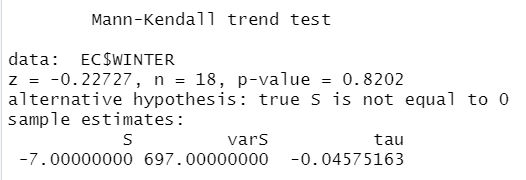 Mann-Kendall trend test
data: EC$WINTER
z = -0.22727, n = 18, p-value = 0.8202
alternative hypothesis: true S is not equal to 0
sample estimates:
S varS tau
-7.00000000 697.00000000 -0.04575163